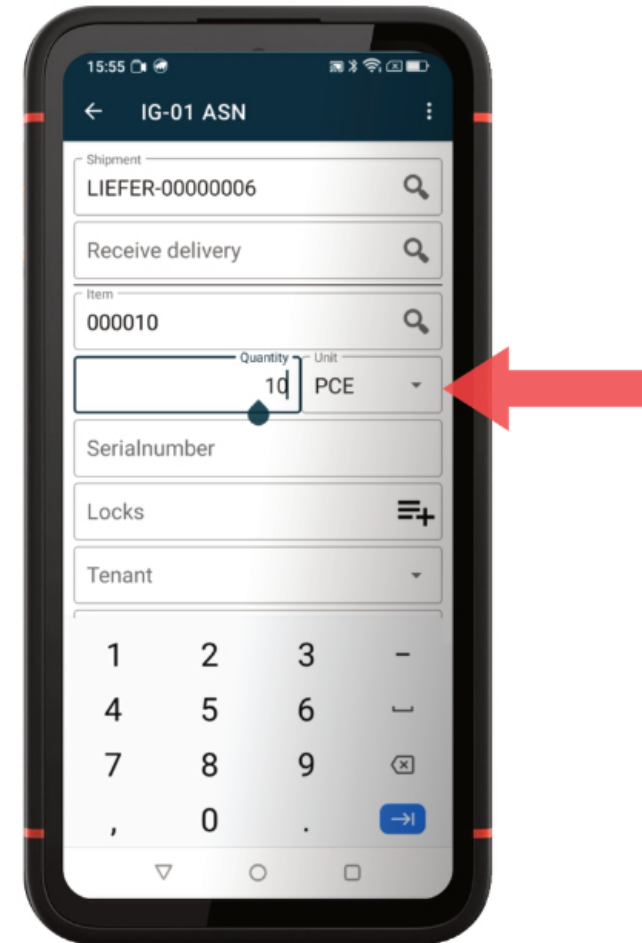 15:55
IG-01 ASN
Shipment
LIEFER-00000006
Receive delivery
Item
000010
Quantity Unit
10 PCE
Serialnumber
Locks
Tenant
1 2 3 -
4 5 6
7 8 9
, 0 .